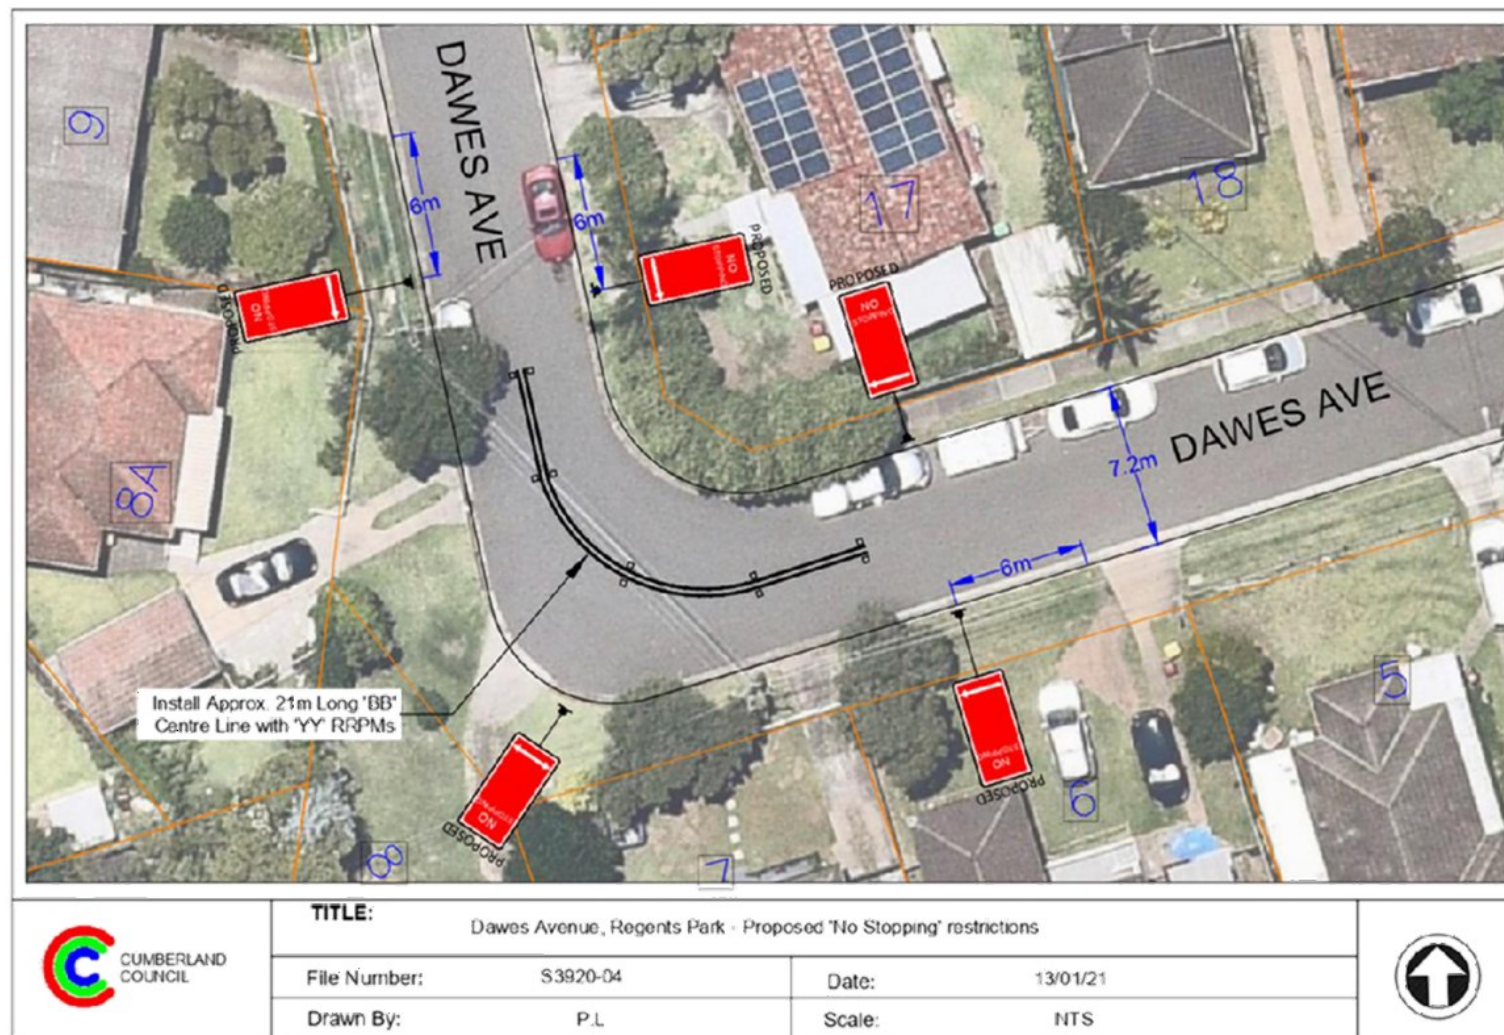 DAWES AVE
9
6m
6m
17
18
PROPOSED
NO
STOPPING
PROPOSED
NO
STOPPING
PROPOSED
NO
STOPPING
DAWES AVE
7.2m
8A
6m
Install Approx. 21m Long "BB"
Centre Line with 'YY' RRPMs
NO
STOPPING
PROPOSED
NO
STOPPING
PROPOSED
5
6
7
8
CUMBERLAND
COUNCIL
TITLE:
Dawes Avenue, Regents Park - Proposed "No Stopping" restrictions
File Number: S3920-04 Date: 13/01/21
Drawn By: P.L Scale: NTS